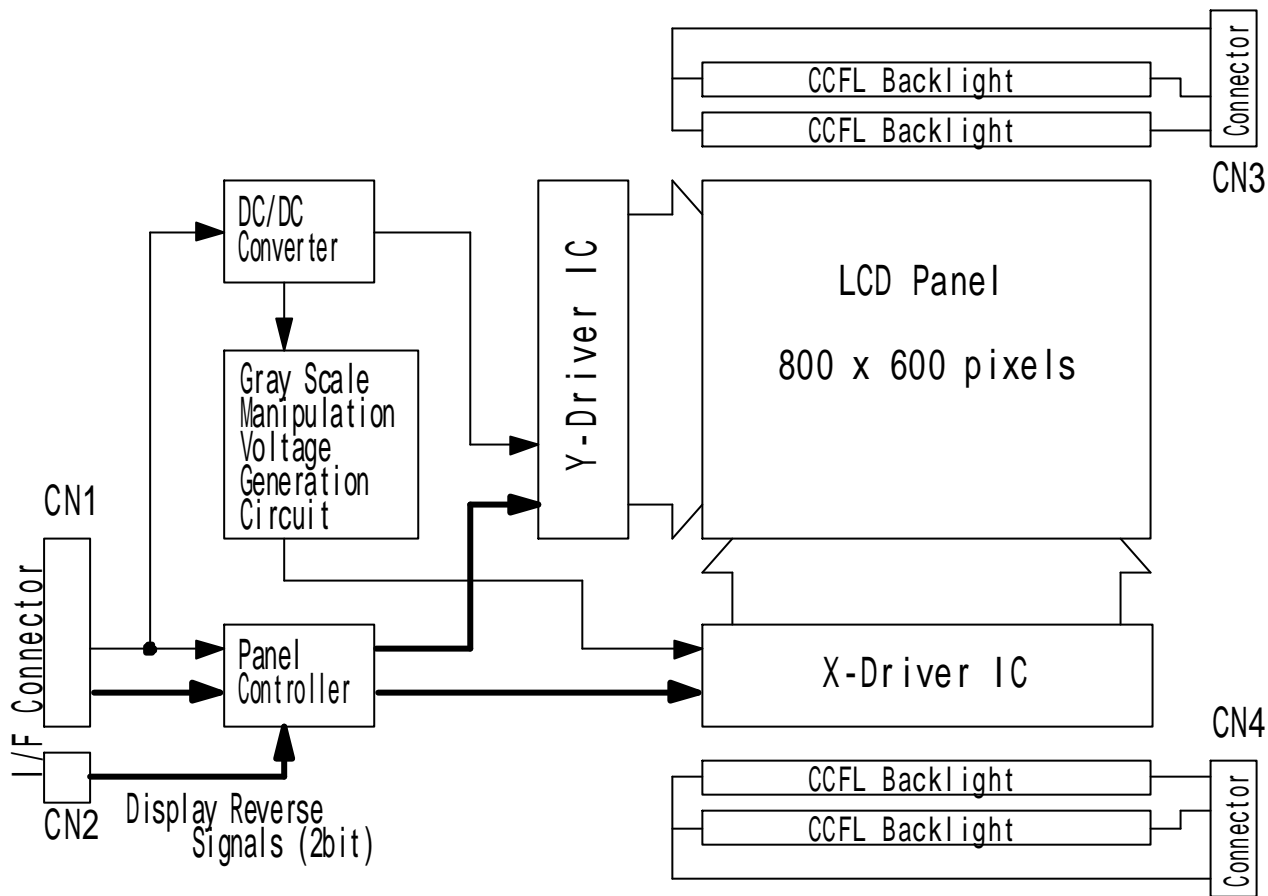 CCFL Backlight
CCFL Backlight
Connector
CN3
DC/DC
Converter
Y-Driver IC
LCD Panel
800 x 600 pixels
Gray Scale
Manipulation
Voltage
Generation
Circuit
CN1
I/F Connector
Panel
Controller
X-Driver IC
CN2
Display Reverse
Signals (2bit)
CN4
CCFL Backlight
CCFL Backlight
Connector